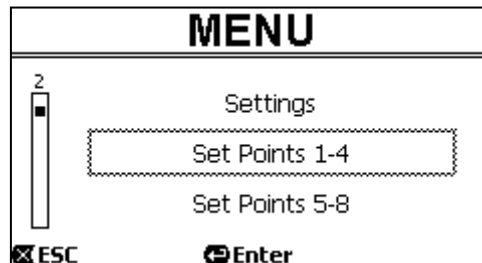 MENU
2
Settings
Set Points 1-4
Set Points 5-8
ESC Enter